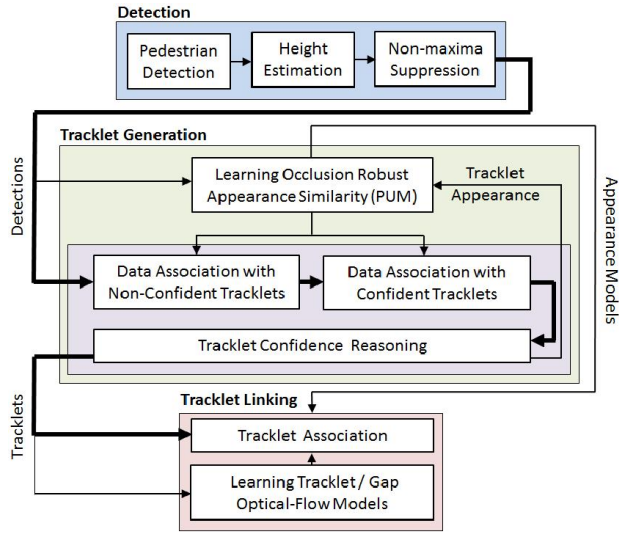 Detection
Pedestrian
Detection
Height
Estimation
Non-maxima
Suppression
Tracklet Generation
Detections
Learning Occlusion Robust
Appearance Similarity (PUM)
Tracklet
Appearance
Appearance Models
Data Association with
Non-Confident Tracklets
Data Association with
Confident Tracklets
Tracklet Confidence Reasoning
Tracklet Linking
Tracklets
Tracklet Association
Learning Tracklet / Gap
Optical-Flow Models